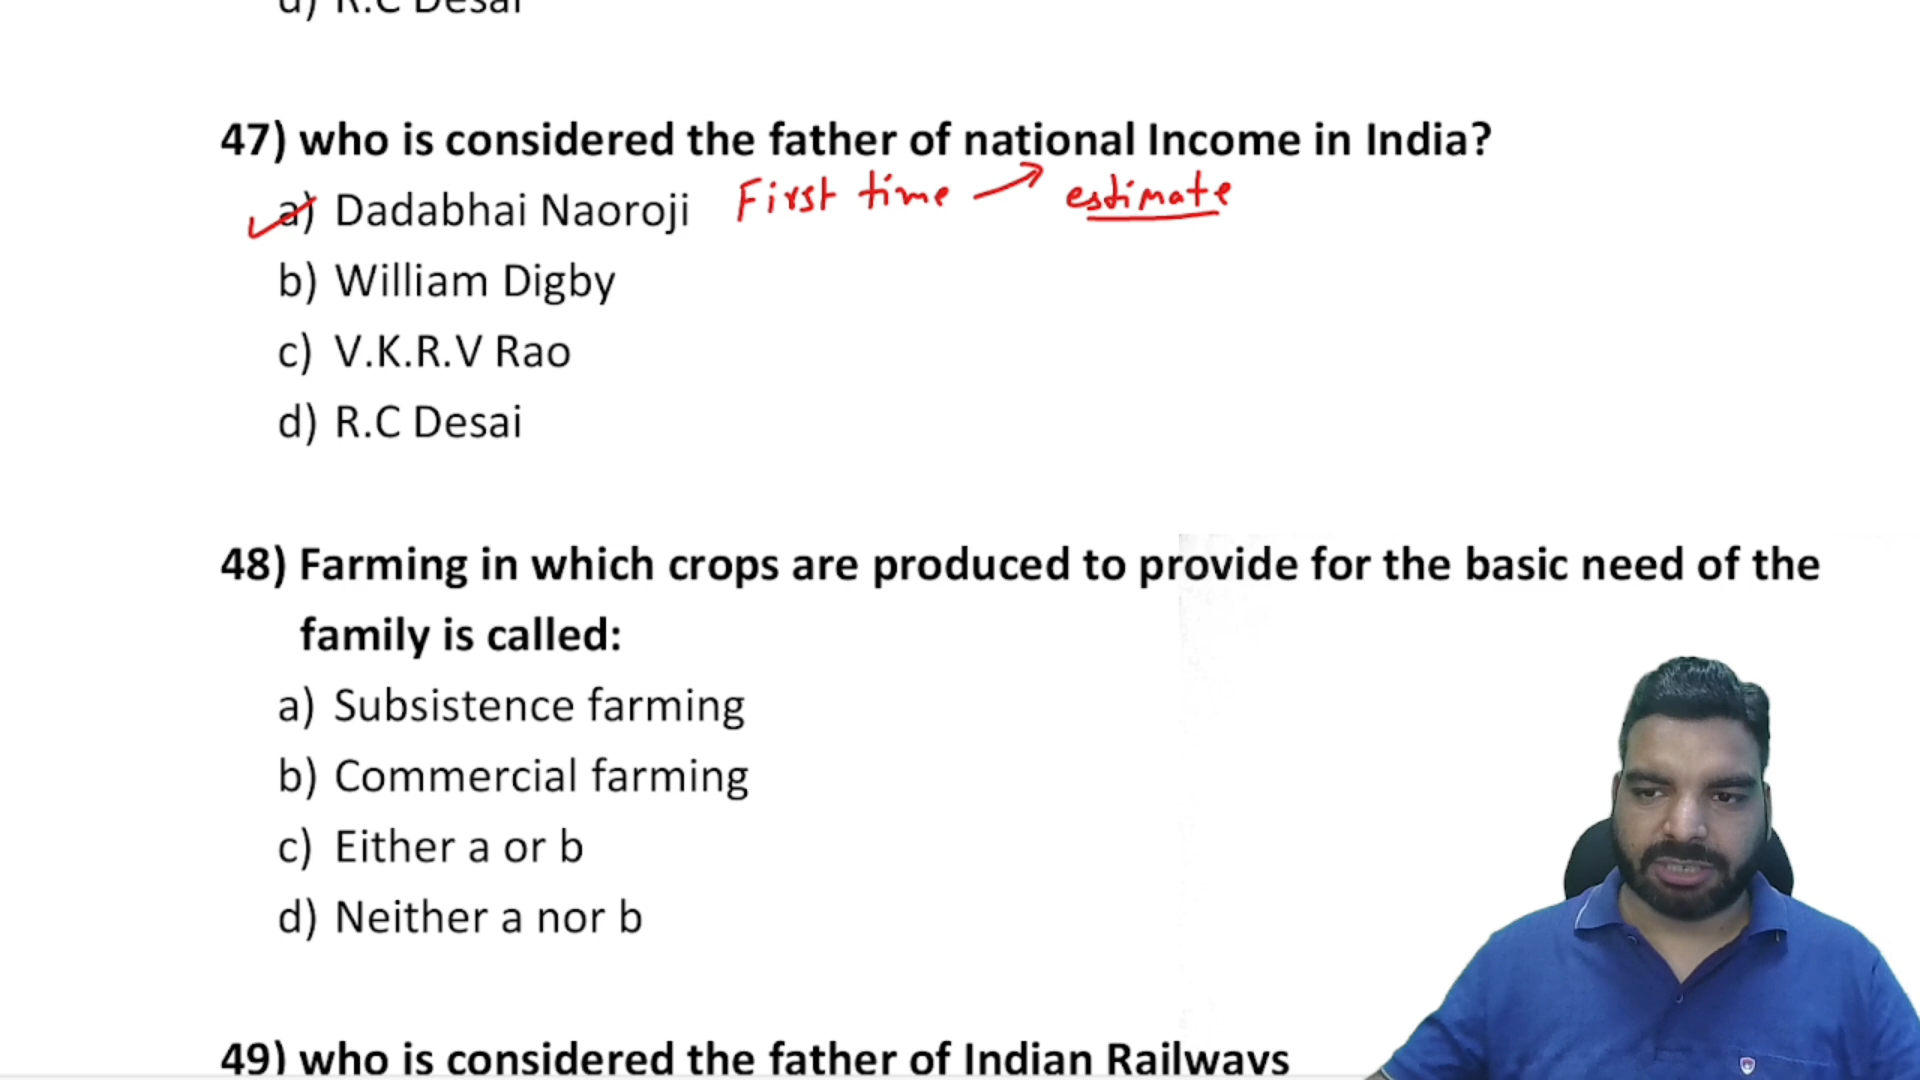 d) R.C Desai
47) who is considered the father of national Income in India?
a) Dadabhai Naoroji First time estimate
b) William Digby
c) V.K.R.V Rao
d) R.C Desai
48) Farming in which crops are produced to provide for the basic need of the
family is called:
a) Subsistence farming
b) Commercial farming
c) Either a or b
d) Neither a nor b
49) who is considered the father of Indian Railways